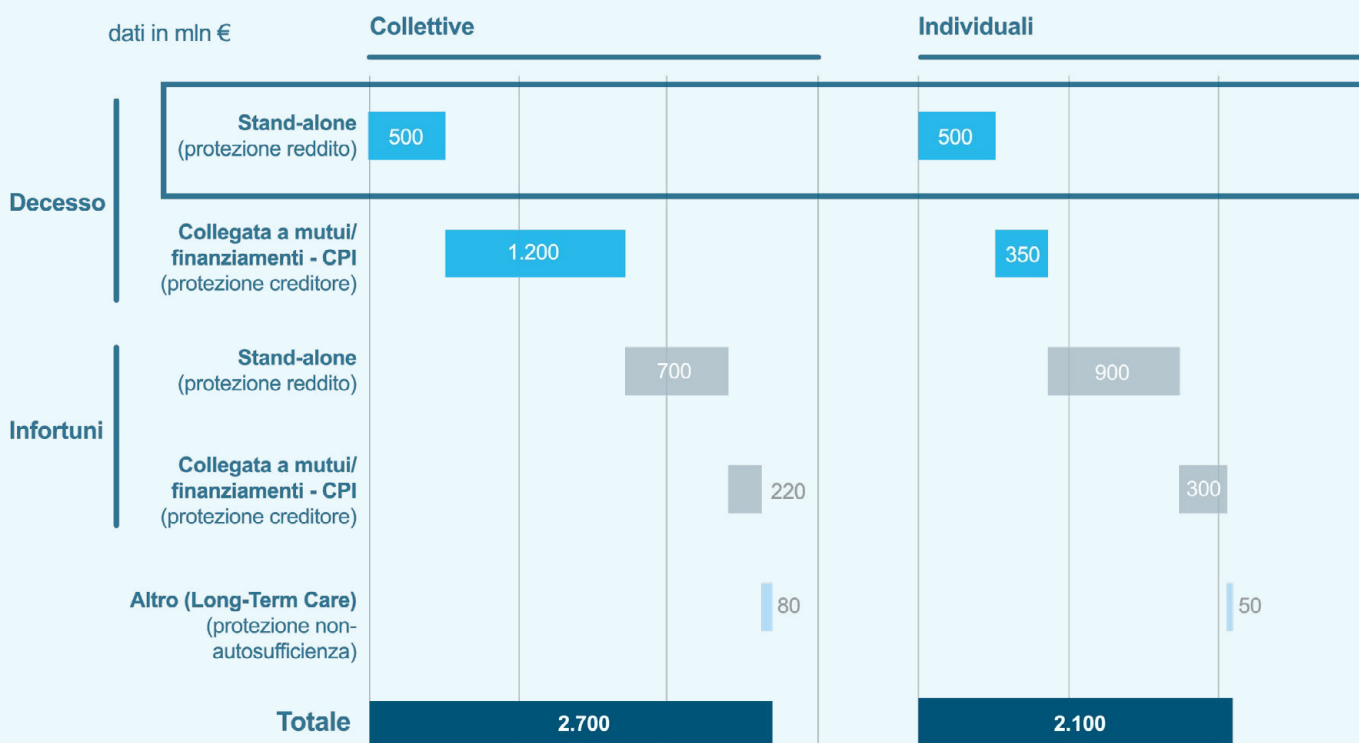 dati in mln €
Collettive
Individuali
Decesso
Stand-alone
(protezione reddito)
500
500
Collegata a mutui/
finanziamenti - CPI
(protezione creditore)
1.200
350
Infortuni
Stand-alone
(protezione reddito)
700
900
Collegata a mutui/
finanziamenti - CPI
(protezione creditore)
220
300
Altro (Long-Term Care)
(protezione non-
autosufficienza)
80
50
Totale
2.700
2.100